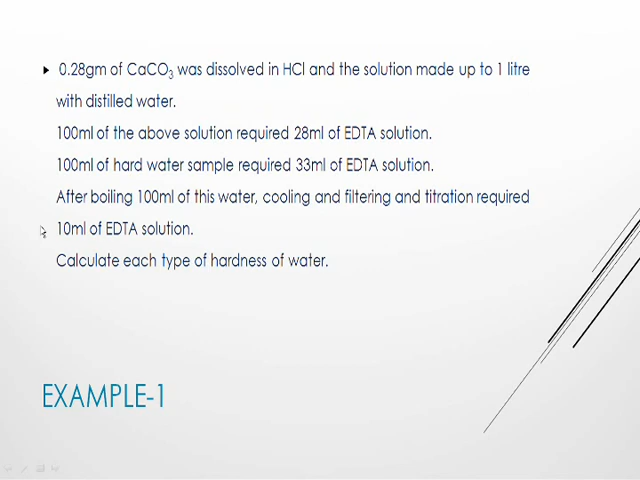 0.28gm of CaCO3 was dissolved in HCl and the solution made up to 1 litre
with distilled water.
100ml of the above solution required 28ml of EDTA solution.
100ml of hard water sample required 33ml of EDTA solution.
After boiling 100ml of this water, cooling and filtering and titration required
10ml of EDTA solution.
Calculate each type of hardness of water.
EXAMPLE-1